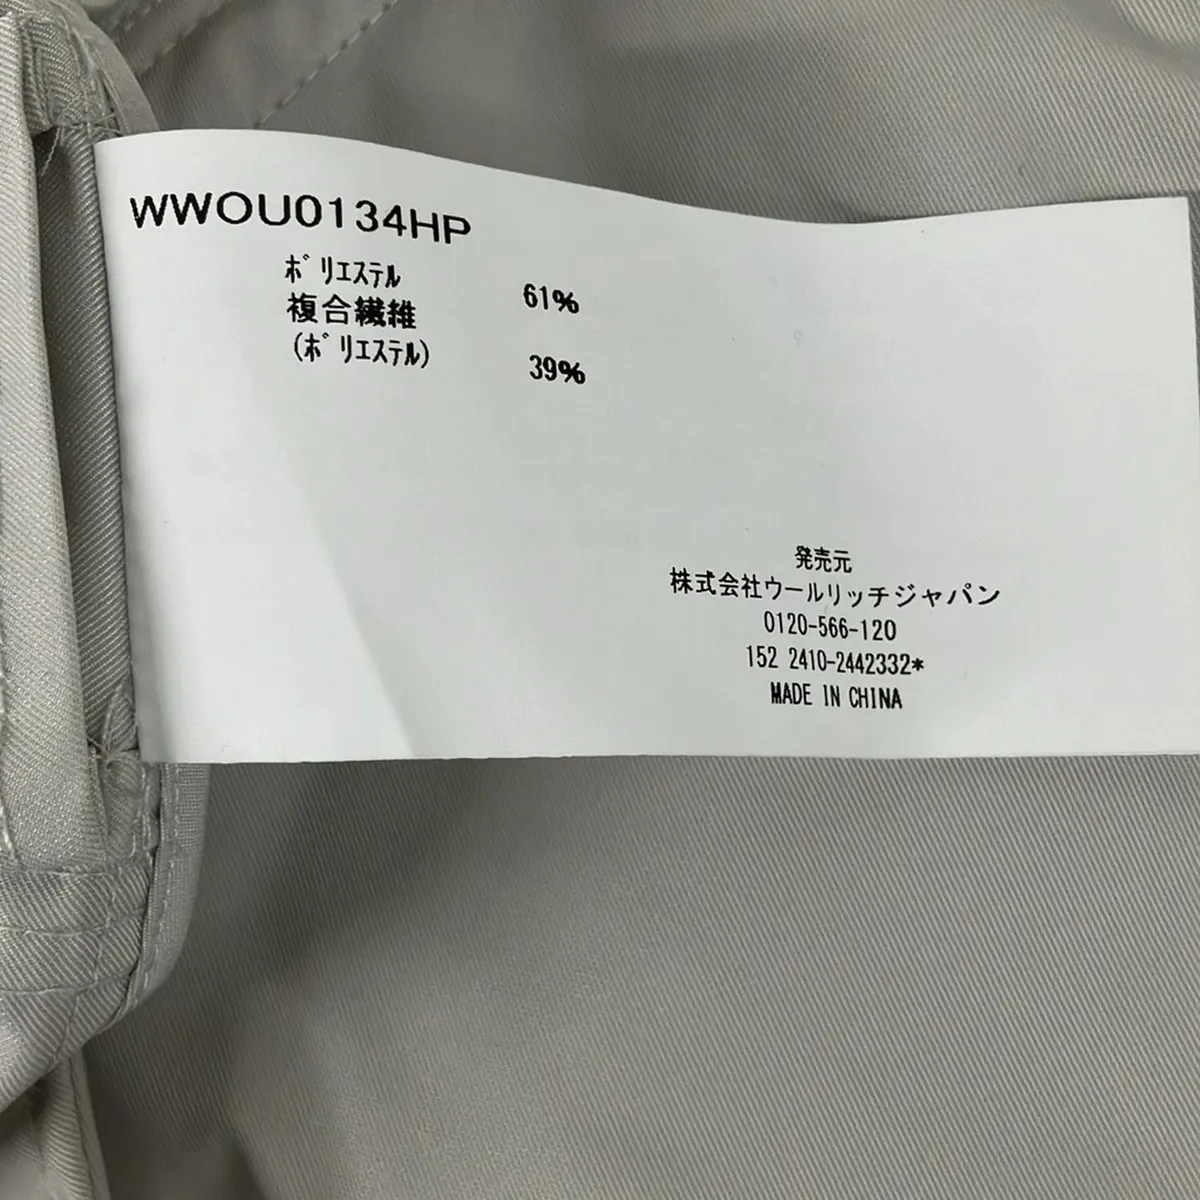 WWOU0134HP
ﾎﾟﾘｴｽﾃﾙ 61%
複合繊維
(ﾎﾟﾘｴｽﾃﾙ) 39%
発売元
株式会社ウールリッチジャパン
0120-566-120
152 2410-2442332*
MADE IN CHINA